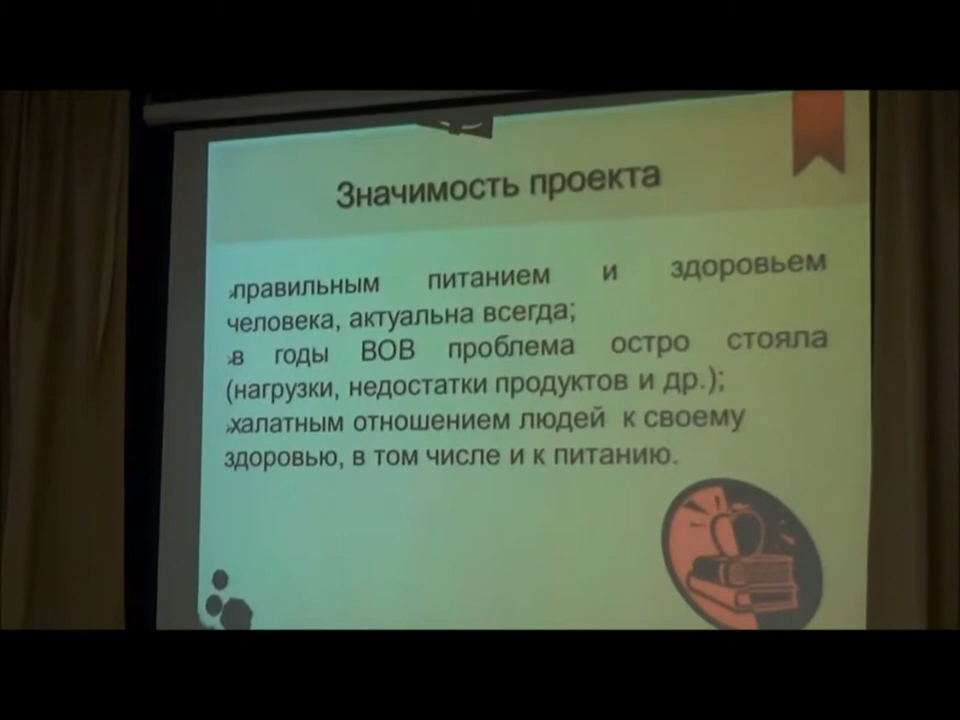 Значимость проекта
правильным питанием и здоровьем
человека, актуальна всегда;
в годы ВОВ проблема остро стояла
(нагрузки, недостатки продуктов и др.);
халатным отношением людей к своему
здоровью, в том числе и к питанию.